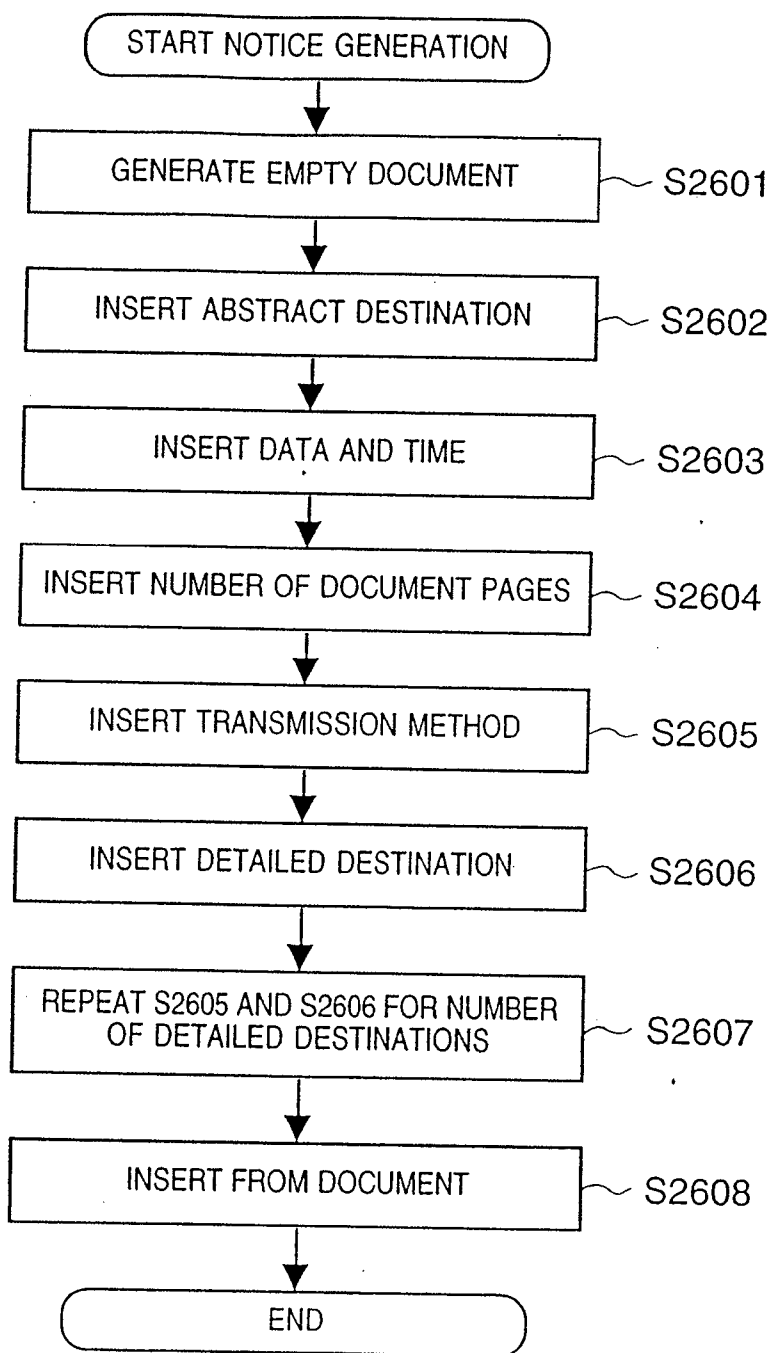 START NOTICE GENERATION
GENERATE EMPTY DOCUMENT
S2601
INSERT ABSTRACT DESTINATION
S2602
INSERT DATA AND TIME
S2603
INSERT NUMBER OF DOCUMENT PAGES
S2604
INSERT TRANSMISSION METHOD
S2605
INSERT DETAILED DESTINATION
S2606
REPEAT S2605 AND S2606 FOR NUMBER
OF DETAILED DESTINATIONS
S2607
INSERT FROM DOCUMENT
S2608
END